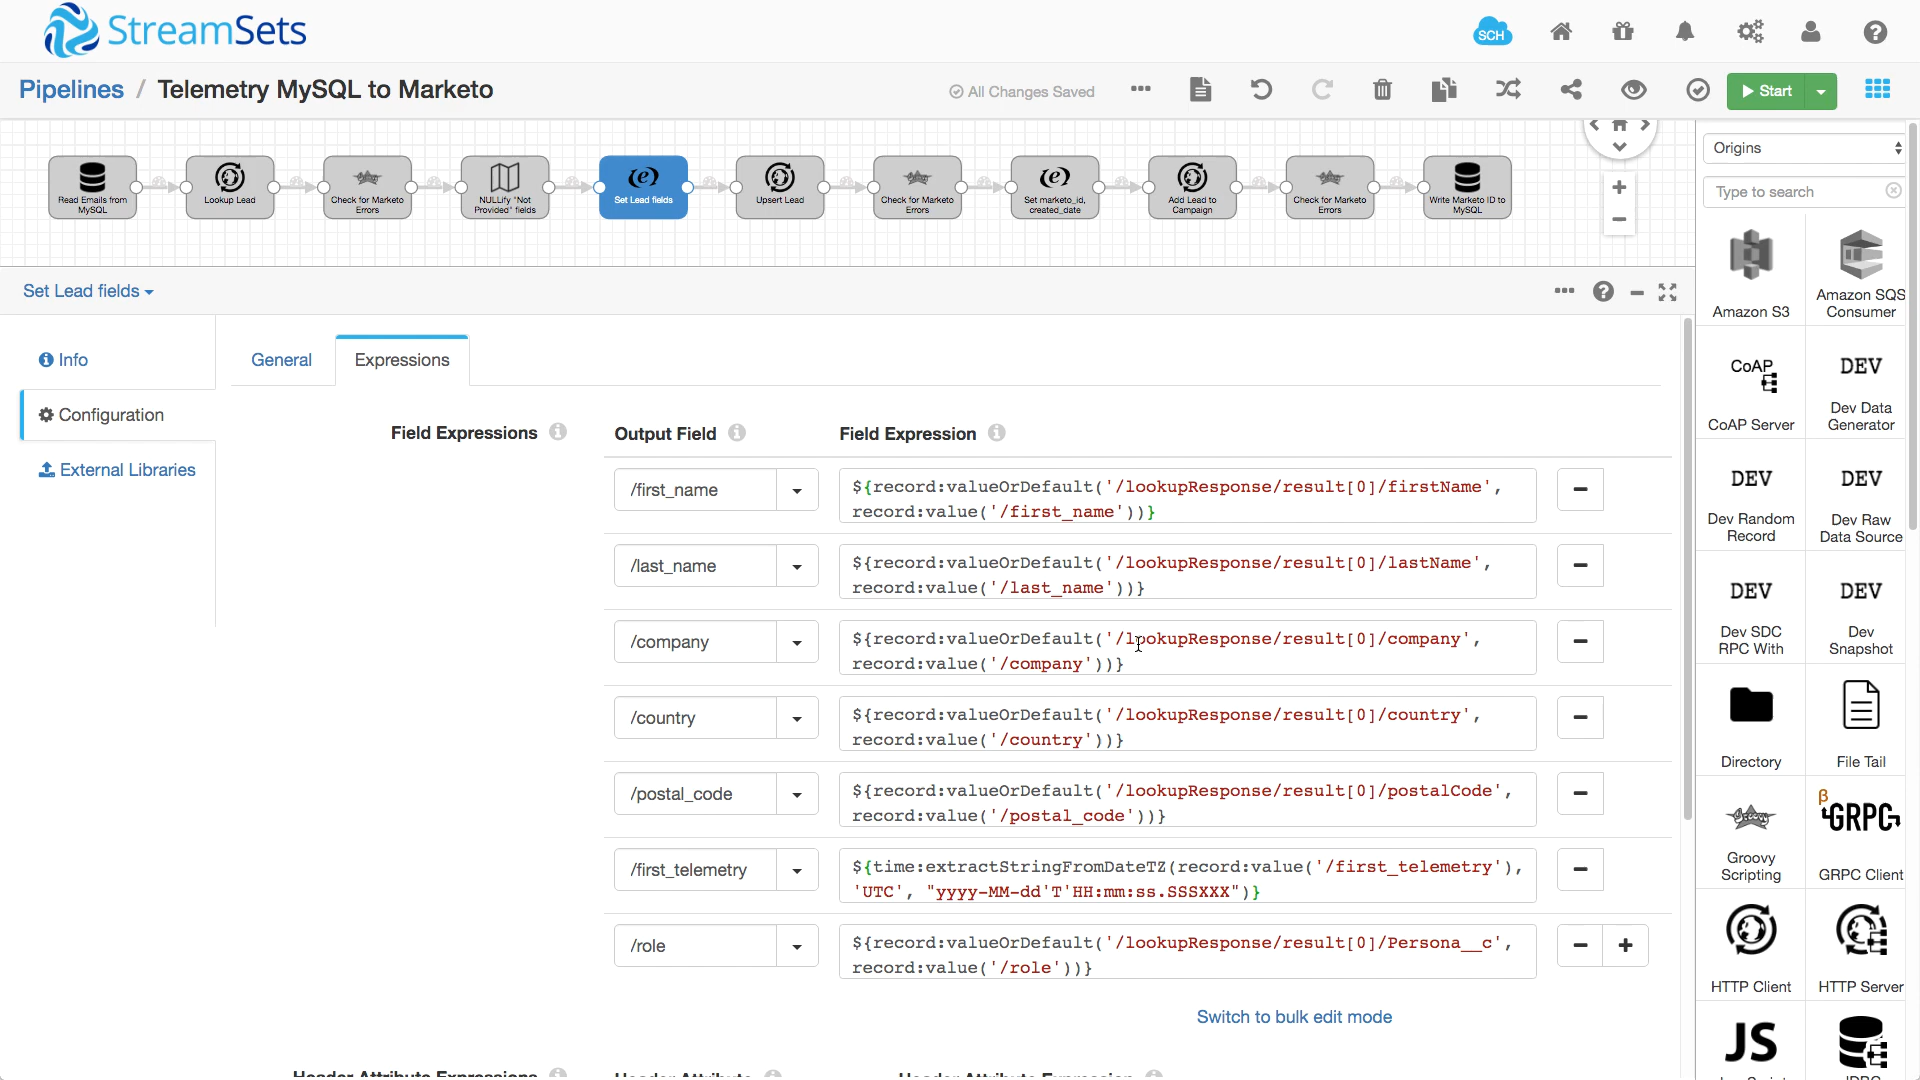 StreamSets
SCH
Pipelines / Telemetry MySQL to Marketo
All Changes Saved
Start
Read Emails from
MySQL
Lookup Lead
Check for Marketo
Errors
NULLify "Not
Provided" fields
Set Lead fields
Upsert Lead
Check for Marketo
Errors
Set marketo_id,
created_date
Add Lead to
Campaign
Check for Marketo
Errors
Write Marketo ID to
MySQL
Set Lead fields
Info
Configuration
External Libraries
General
Expressions
Field Expressions
Output Field
Field Expression
/first_name
${record:valueOrDefault('/lookupResponse/result[0]/firstName',
record:value('/first_name'))}
/last_name
${record:valueOrDefault('/lookupResponse/result[0]/lastName',
record:value('/last_name'))}
/company
${record:valueOrDefault('/lookupResponse/result[0]/company',
record:value('/company'))}
/country
${record:valueOrDefault('/lookupResponse/result[0]/country',
record:value('/country'))}
/postal_code
${record:valueOrDefault('/lookupResponse/result[0]/postalCode',
record:value('/postal_code'))}
/first_telemetry
${time:extractStringFromDateTZ(record:value('/first_telemetry'),
'UTC', "yyyy-MM-dd'T'HH:mm:ss.SSSXXX")}
/role
${record:valueOrDefault('/lookupResponse/result[0]/Persona__c',
record:value('/role'))}
Switch to bulk edit mode
Header Attribute Expressions
Header Attribute
Header Attribute Expression
Origins
Type to search
Amazon S3
Amazon SQS
Consumer
CoAP
CoAP Server
DEV
Dev Data
Generator
DEV
Dev Random
Record
DEV
Dev Raw
Data Source
DEV
Dev SDC
RPC With
DEV
Dev
Snapshot
Directory
File Tail
Groovy
Scripting
β
GRPC
GRPC Client
HTTP Client
HTTP Server
JS